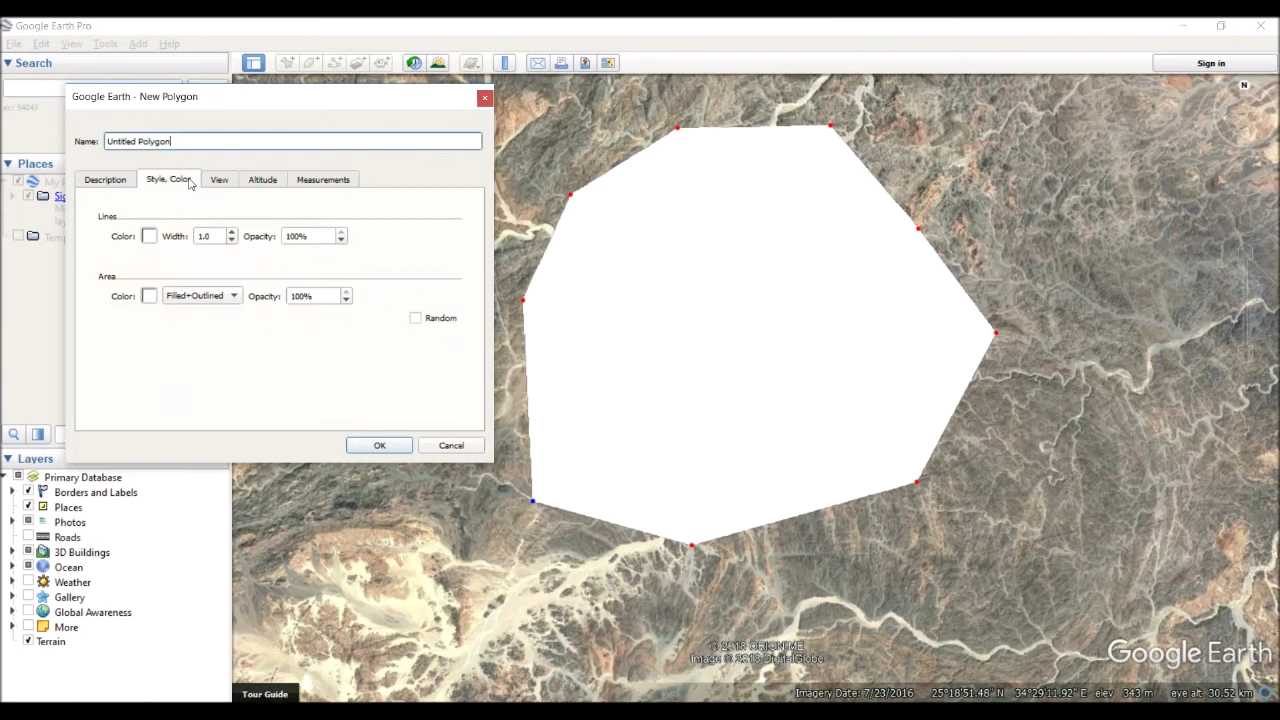 Google Earth Pro
File Edit View Tools Add Help
Search
Sign in
N
Google Earth - New Polygon
Name: Untitled Polygon
Description Style, Color View Altitude Measurements
Lines
Color: Width: 1.0 Opacity: 100%
Area
Color: Filled+Outlined Opacity: 100%
Random
OK Cancel
Places
Layers
Primary Database
Borders and Labels
Places
Photos
Roads
3D Buildings
Ocean
Weather
Gallery
Global Awareness
More
Terrain
© 2018 ORION-ME
Image © 2018 DigitalGlobe
Google Earth
Tour Guide
Imagery Date: 7/23/2016 25°18'51.48" N 34°29'11.92" E elev 343 m eye alt 30.52 km